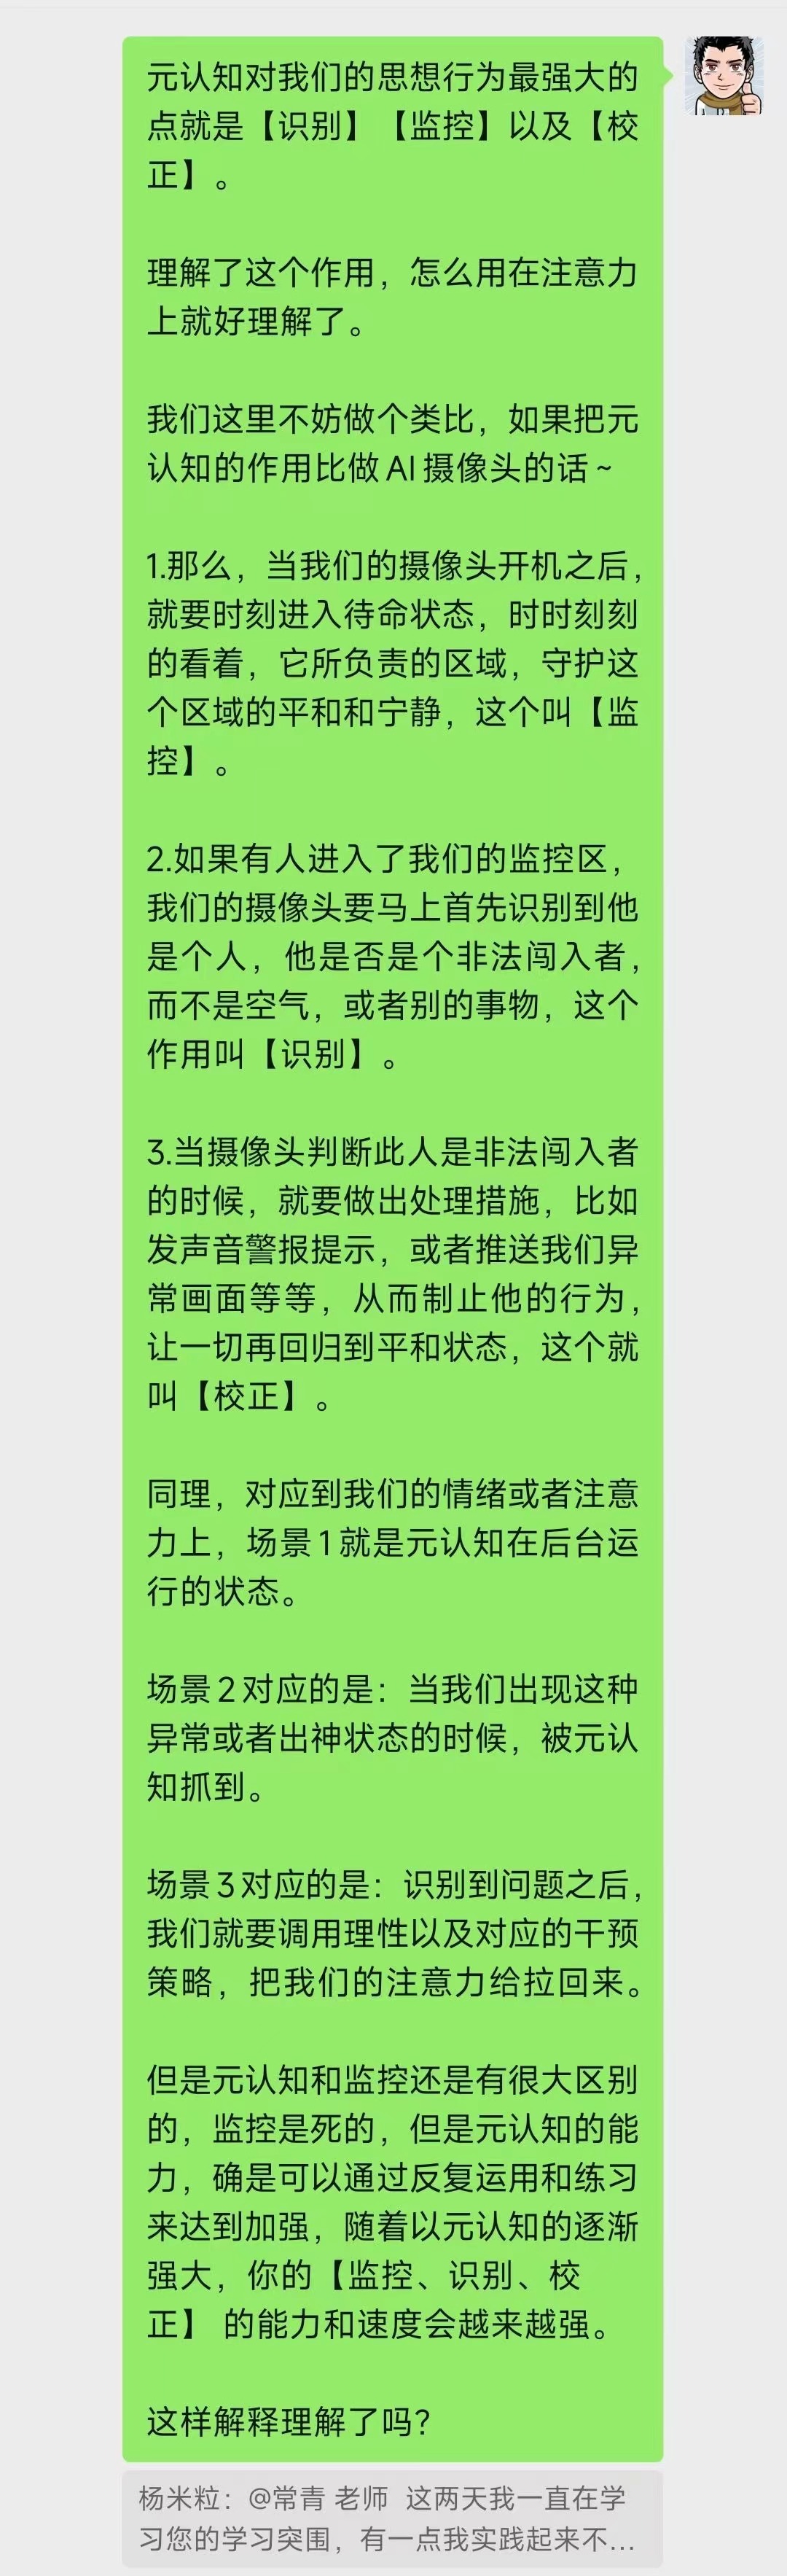 元认知对我们的思想行为最强大的
点就是【识别】【监控】以及【校
正】。
理解了这个作用，怎么用在注意力
上就好理解了。
我们这里不妨做个类比，如果把元
认知的作用比做AI摄像头的话~
1.那么，当我们的摄像头开机之后，
就要时刻进入待命状态，时时刻刻
的看着，它所负责的区域，守护这
个区域的平和和宁静，这个叫【监
控】。
2.如果有人进入了我们的监控区，
我们的摄像头要马上首先识别到他
是个人，他是否是个非法闯入者，
而不是空气，或者别的事物，这个
作用叫【识别】。
3.当摄像头判断此人是非法闯入者
的时候，就要做出处理措施，比如
发声音警报提示，或者推送我们异
常画面等等，从而制止他的行为，
让一切再回归到平和状态，这个就
叫【校正】。
同理，对应到我们的情绪或者注意
力上，场景1就是元认知在后台运
行的状态。
场景2对应的是：当我们出现这种
异常或者出神状态的时候，被元认
知抓到。
场景3对应的是：识别到问题之后，
我们就要调用理性以及对应的干预
策略，把我们的注意力给拉回来。
但是元认知和监控还是有很大区别
的，监控是死的，但是元认知的能
力，确是可以通过反复运用和练习
来达到加强，随着以元认知的逐渐
强大，你的【监控、识别、校
正】 的能力和速度会越来越强。
这样解释理解了吗？
杨米粒：@常青 老师 这两天我一直在学
习您的学习突围，有一点我实践起来不...